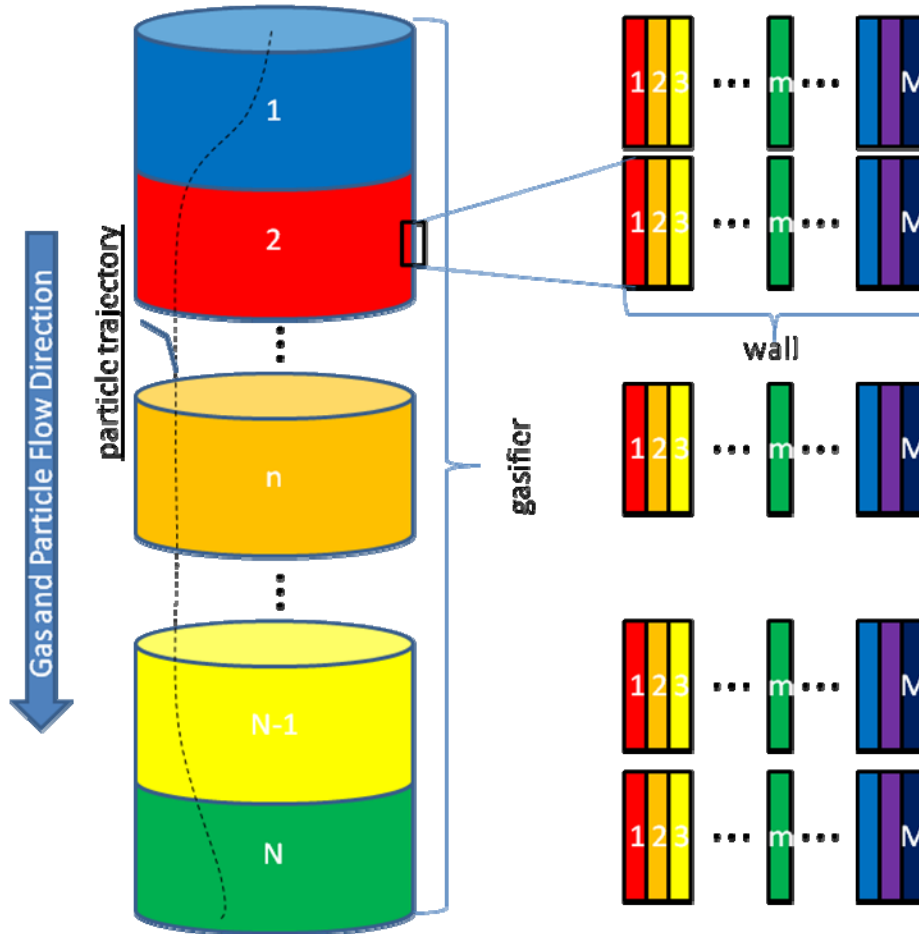 Gas and Particle Flow Direction
particle trajectory
1
2
n
N-1
N
gasifier
1 2 3 m M
1 2 3 m M
wall
1 2 3 m M
1 2 3 m M
1 2 3 m M